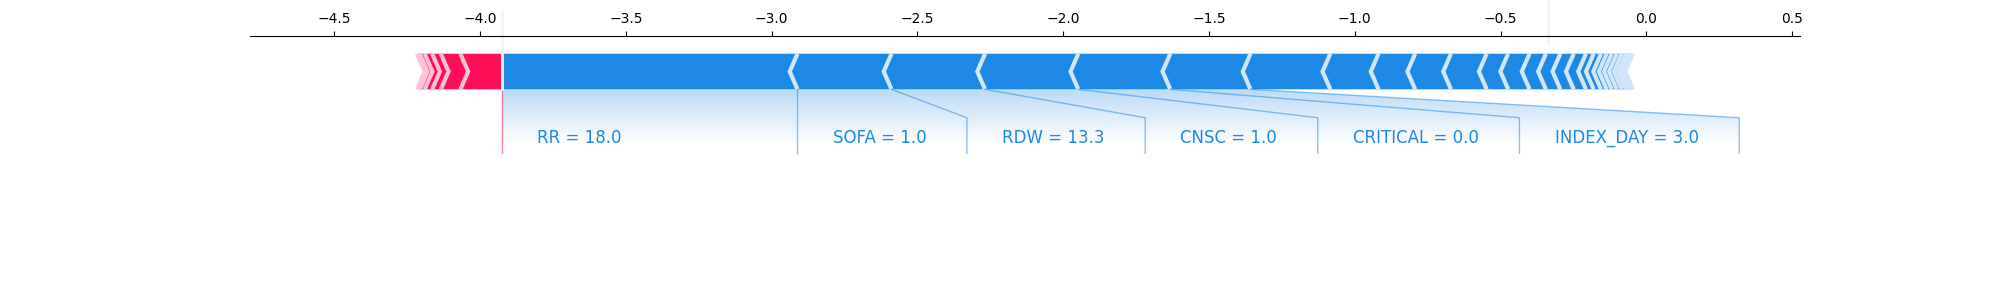 −4.5 −4.0 −3.5 −3.0 −2.5 −2.0 −1.5 −1.0 −0.5 0.0 0.5
RR = 18.0 SOFA = 1.0 RDW = 13.3 CNSC = 1.0 CRITICAL = 0.0 INDEX_DAY = 3.0